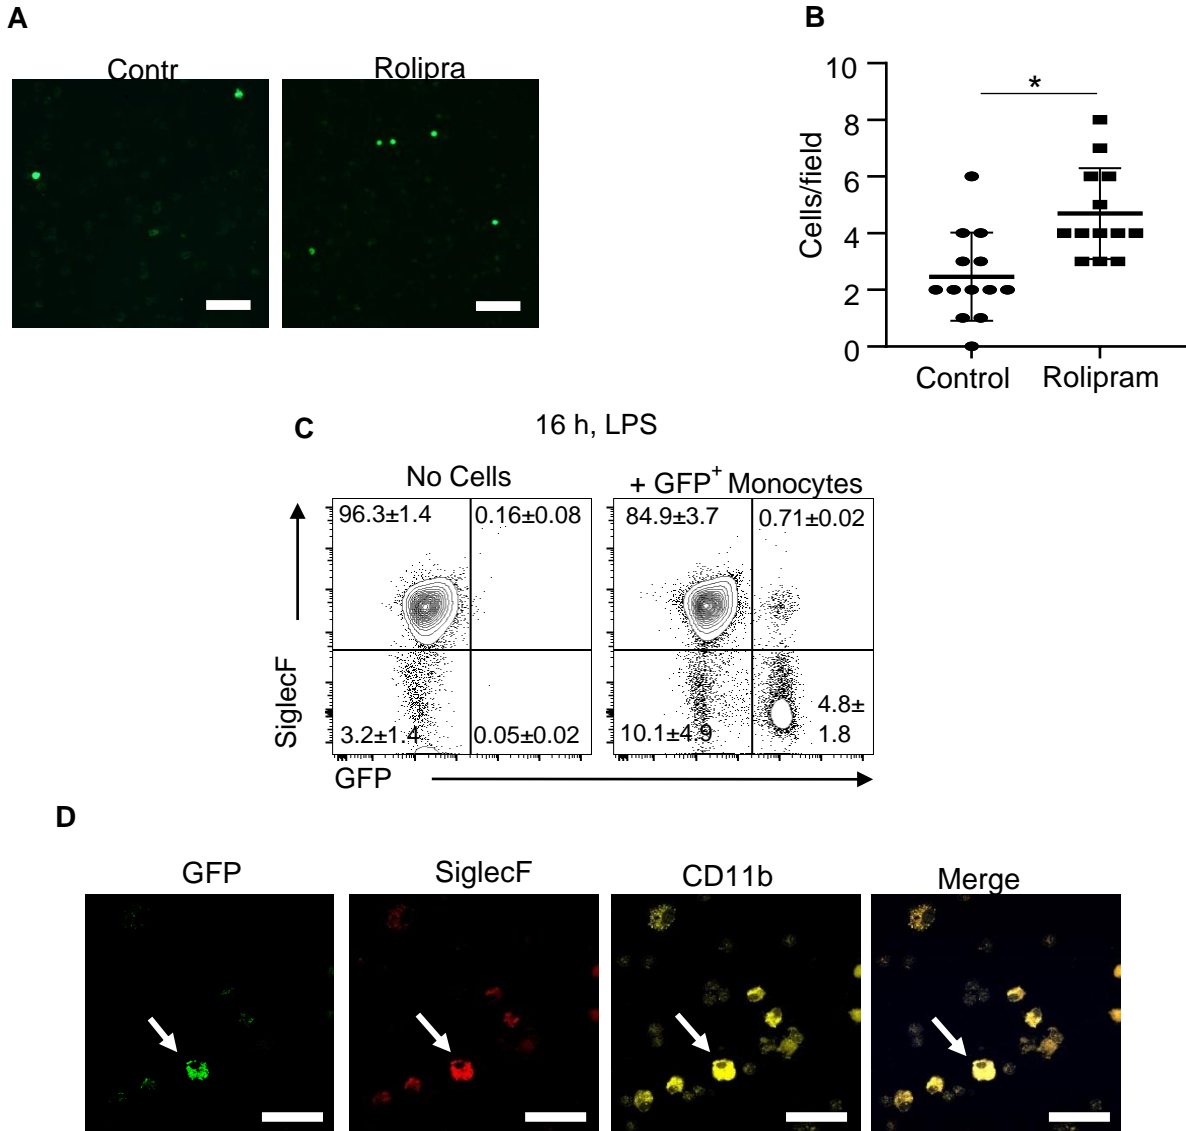 A
Contr
Rolipra
B
10
8
6
4
2
0
Cells/field
*
Control
Rolipram
C
16 h, LPS
No Cells
+ GFP+ Monocytes
96.3±1.4
0.16±0.08
3.2±1.4
0.05±0.02
84.9±3.7
0.71±0.02
10.1±4.9
4.8±
1.8
SiglecF
GFP
D
GFP
SiglecF
CD11b
Merge